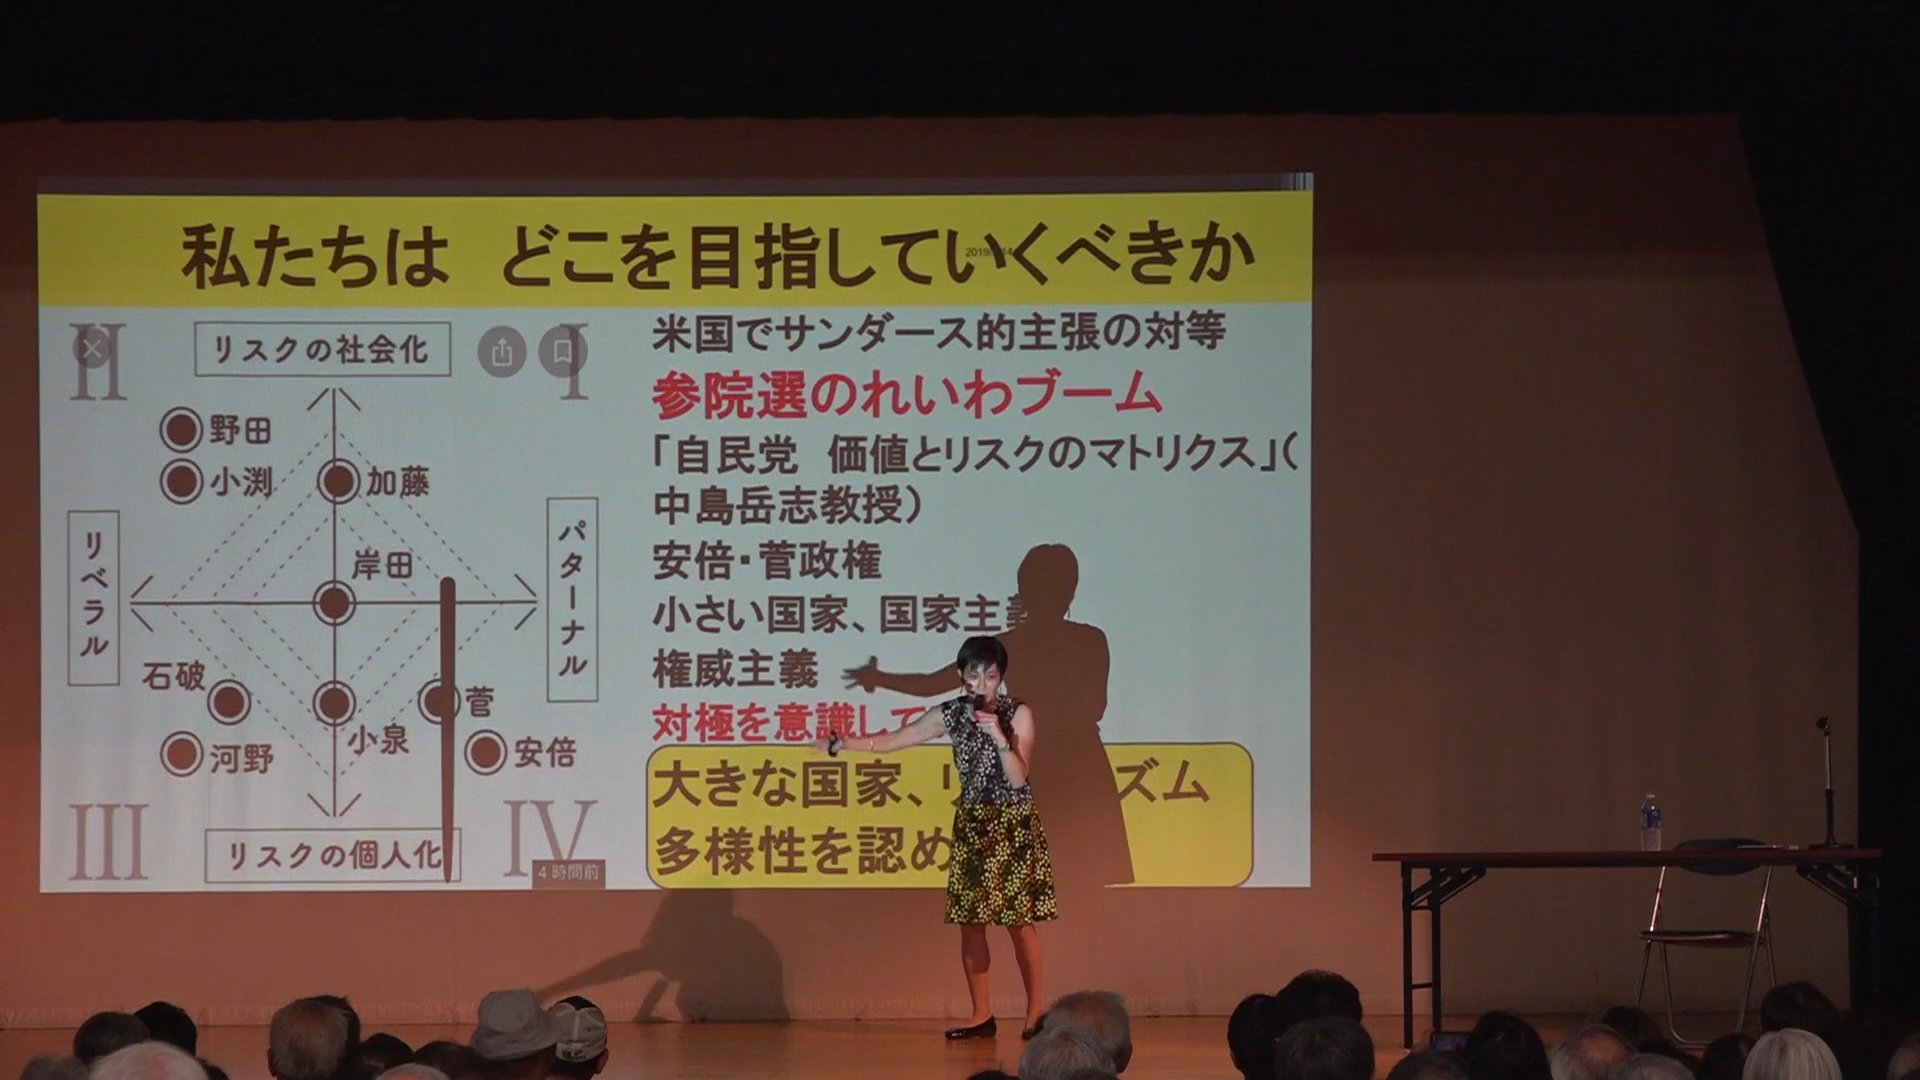 私たちは どこを目指していくべきか
II
リスクの社会化
I
野田
小渕
加藤
リベラル
パターナル
岸田
石破
菅
小泉
河野
安倍
III
リスクの個人化
IV
4 時間前
米国でサンダース的主張の対等
参院選のれいわブーム
「自民党 価値とリスクのマトリクス」(
中島岳志教授)
安倍・菅政権
小さい国家、国家主義
権威主義
対極を意識して
大きな国家、リ
ズム
多様性を認め